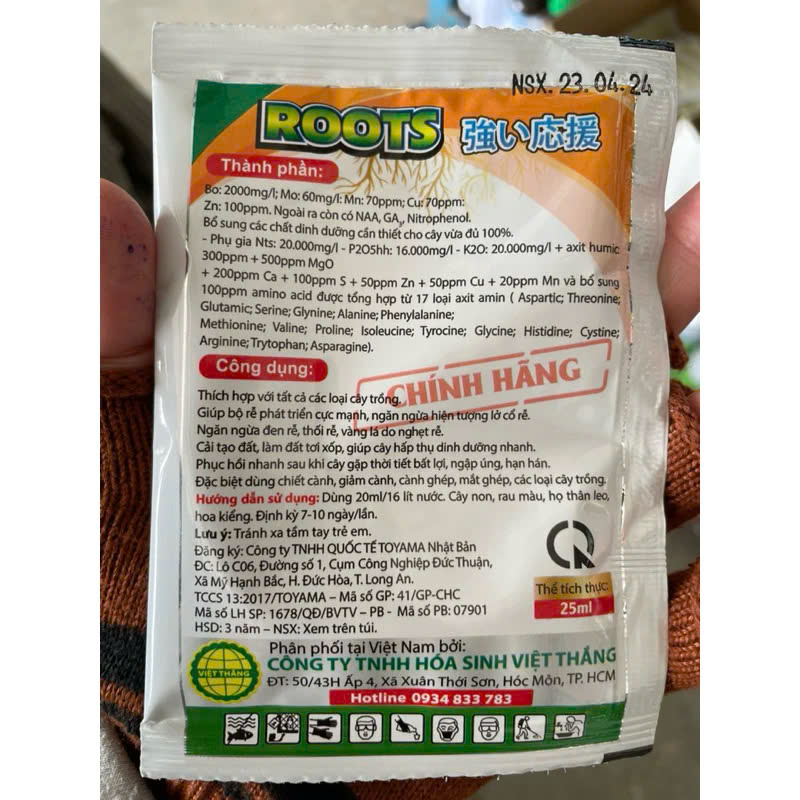 NSX. 23.04.24
ROOTS 強い応援
Thành phần:
Bo: 2000mg/l; Mo: 60mg/l: Mn: 70ppm; Cu: 70ppm:
Zn: 100ppm. Ngoài ra còn có NAA, GA₃, Nitrophenol.
Bổ sung các chất dinh dưỡng cần thiết cho cây vừa đủ 100%.
- Phụ gia Nts: 20.000mg/l - P2O5hh: 16.000mg/l - K2O: 20.000mg/l + axit humic:
300ppm + 500ppm MgO
+ 200ppm Ca + 100ppm S + 50ppm Zn + 50ppm Cu + 20ppm Mn và bổ sung
100ppm amino acid được tổng hợp từ 17 loại axit amin ( Aspartic; Threonine;
Glutamic; Serine; Glynine; Alanine; Phenylalanine;
Methionine; Valine; Proline; Isoleucine; Tyrocine; Glycine; Histidine; Cystine;
Arginine; Trytophan; Asparagine).
Công dụng:
CHÍNH HÃNG
Thích hợp với tất cả các loại cây trồng.
Giúp bộ rễ phát triển cực mạnh, ngăn ngừa hiện tượng lở cổ rễ.
Ngăn ngừa đen rễ, thối rễ, vàng lá do nghẹt rễ.
Cải tạo đất, làm đất tơi xốp, giúp cây hấp thụ dinh dưỡng nhanh.
Phục hồi nhanh sau khi cây gặp thời tiết bất lợi, ngập úng, hạn hán.
Đặc biệt dùng chiết cành, giâm cành, cành ghép, mắt ghép, các loại cây trồng.
Hướng dẫn sử dụng: Dùng 20ml/16 lít nước. Cây non, rau màu, họ thân leo,
hoa kiểng. Định kỳ 7-10 ngày/lần.
Lưu ý: Tránh xa tầm tay trẻ em.
Đăng ký: Công ty TNHH QUỐC TẾ TOYAMA Nhật Bản
ĐC: Lô C06, Đường số 1, Cụm Công Nghiệp Đức Thuận,
Xã Mỹ Hạnh Bắc, H. Đức Hòa, T. Long An.
TCCS 13:2017/TOYAMA – Mã số GP: 41/GP-CHC
Mã số LH SP: 1678/QĐ/BVTV – PB - Mã số PB: 07901
HSD: 3 năm – NSX: Xem trên túi.
Thể tích thực:
25ml
Phân phối tại Việt Nam bởi:
CÔNG TY TNHH HÓA SINH VIỆT THẮNG
VIỆT THẮNG
ĐT: 50/43H Ấp 4, Xã Xuân Thới Sơn, Hóc Môn, TP. HCM
Hotline 0934 833 783